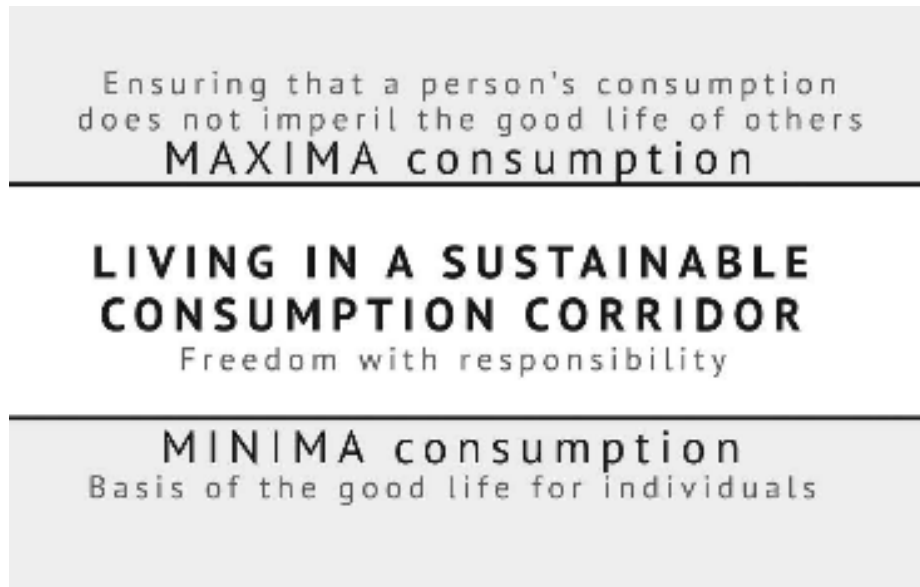 Ensuring that a person's consumption
does not imperil the good life of others
MAXIMA consumption
LIVING IN A SUSTAINABLE
CONSUMPTION CORRIDOR
Freedom with responsibility
MINIMA consumption
Basis of the good life for individuals